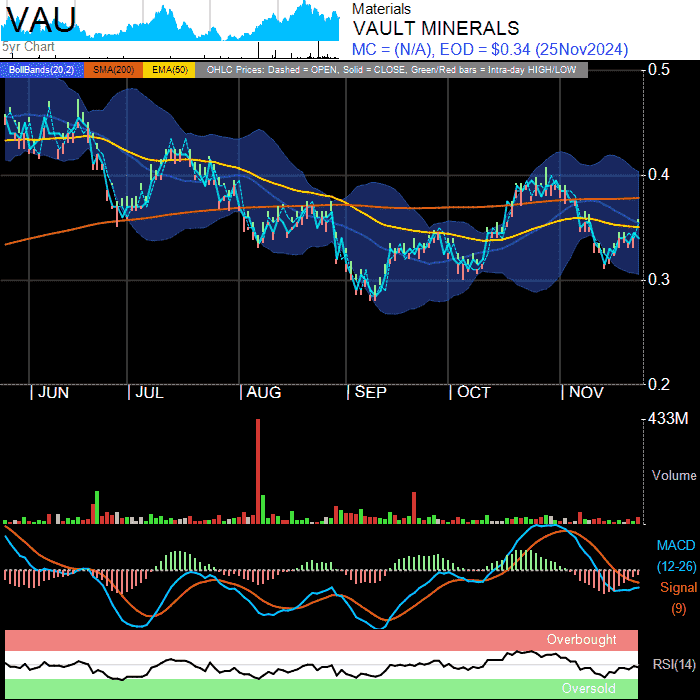 VAU
5yr Chart
Materials
VAULT MINERALS
MC = (N/A), EOD = $0.34 (25Nov2024)
BollBands(20,2) SMA(200) EMA(50) OHLC Prices: Dashed = OPEN, Solid = CLOSE, Green/Red bars = Intra-day HIGH/LOW
0.5
0.4
0.3
0.2
| JUN | JUL | AUG | SEP | OCT | NOV
433M
Volume
MACD
(12-26)
Signal
(9)
Overbought
RSI(14)
Oversold